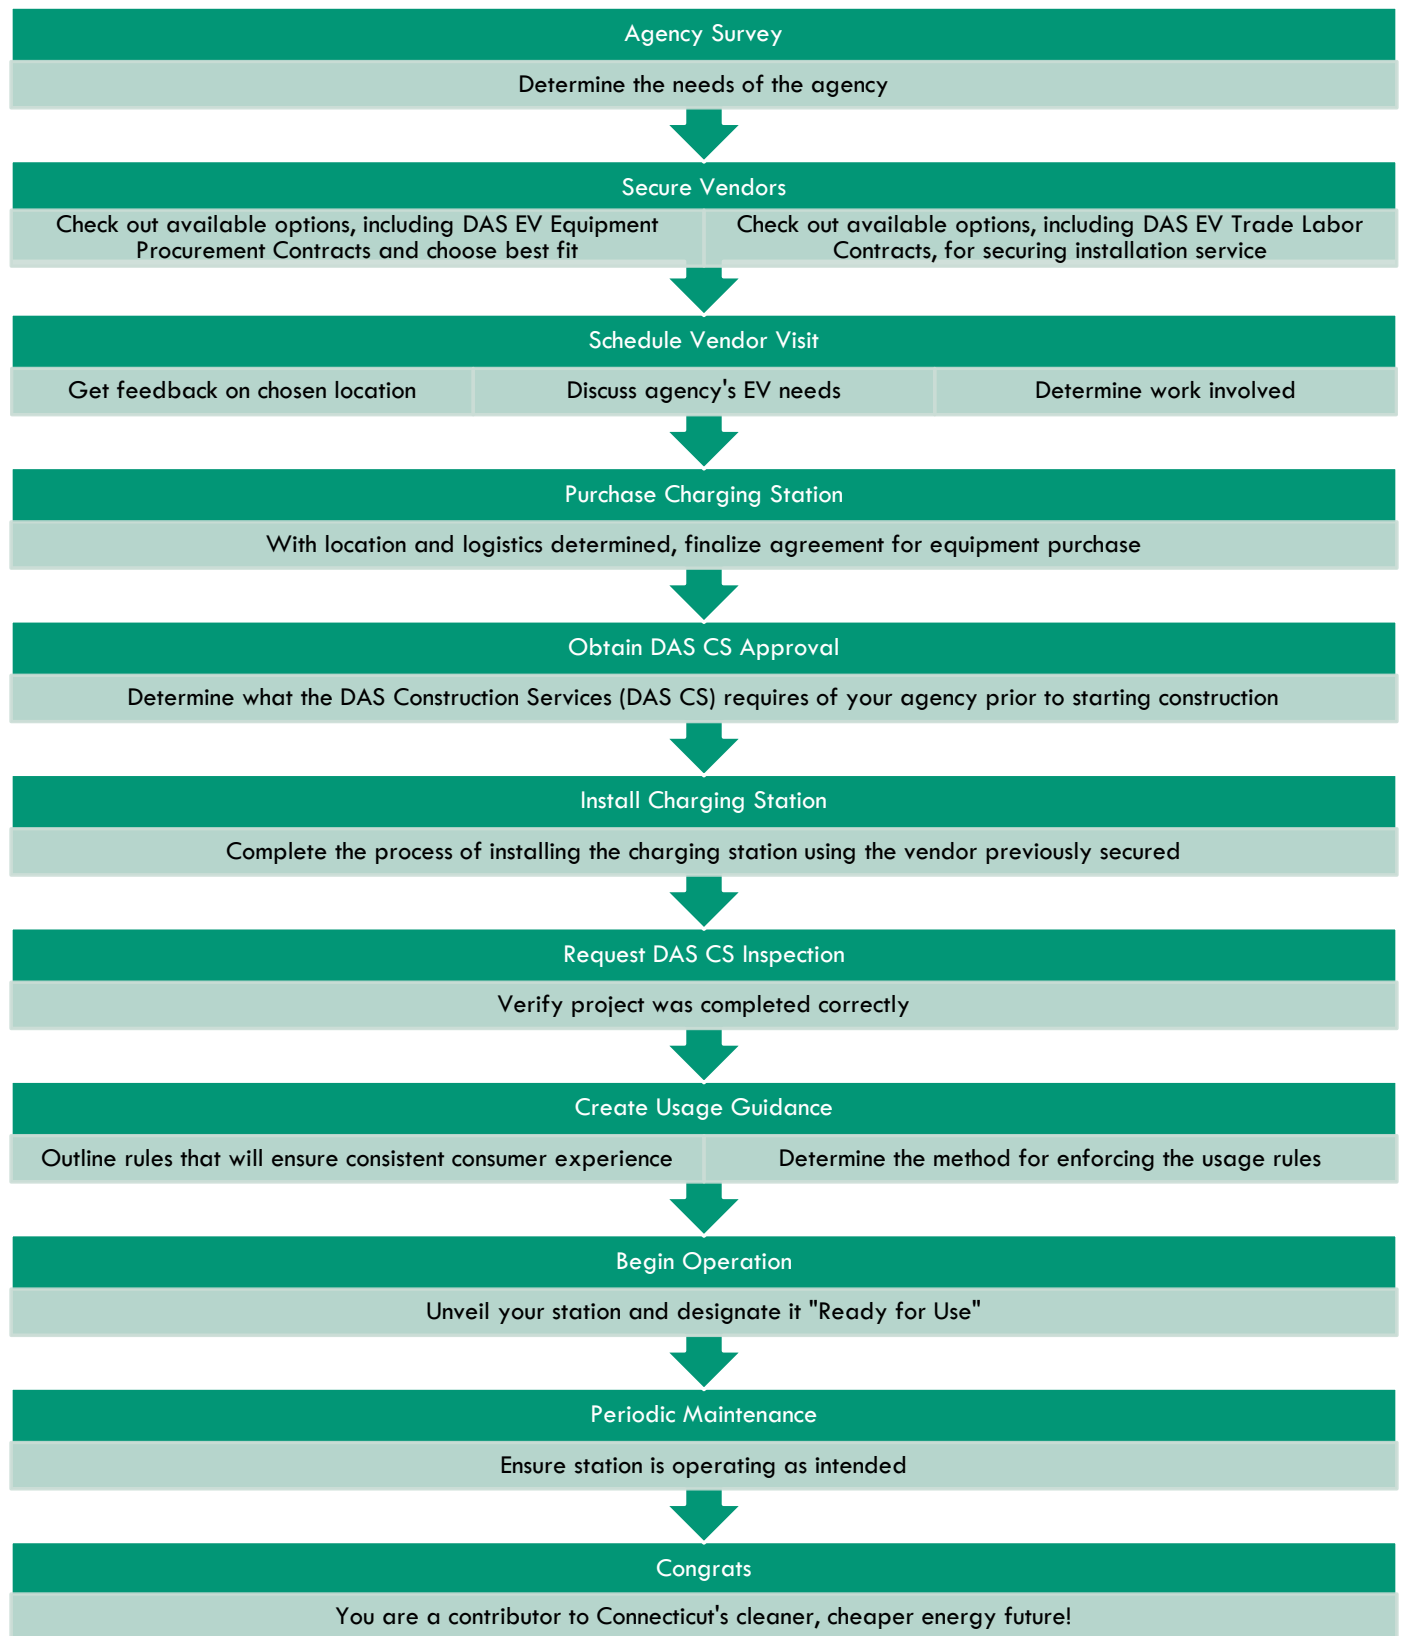 Agency Survey
Determine the needs of the agency
Secure Vendors
Check out available options, including DAS EV Equipment
Procurement Contracts and choose best fit
Check out available options, including DAS EV Trade Labor
Contracts, for securing installation service
Schedule Vendor Visit
Get feedback on chosen location
Discuss agency's EV needs
Determine work involved
Purchase Charging Station
With location and logistics determined, finalize agreement for equipment purchase
Obtain DAS CS Approval
Determine what the DAS Construction Services (DAS CS) requires of your agency prior to starting construction
Install Charging Station
Complete the process of installing the charging station using the vendor previously secured
Request DAS CS Inspection
Verify project was completed correctly
Create Usage Guidance
Outline rules that will ensure consistent consumer experience
Determine the method for enforcing the usage rules
Begin Operation
Unveil your station and designate it "Ready for Use"
Periodic Maintenance
Ensure station is operating as intended
Congrats
You are a contributor to Connecticut's cleaner, cheaper energy future!